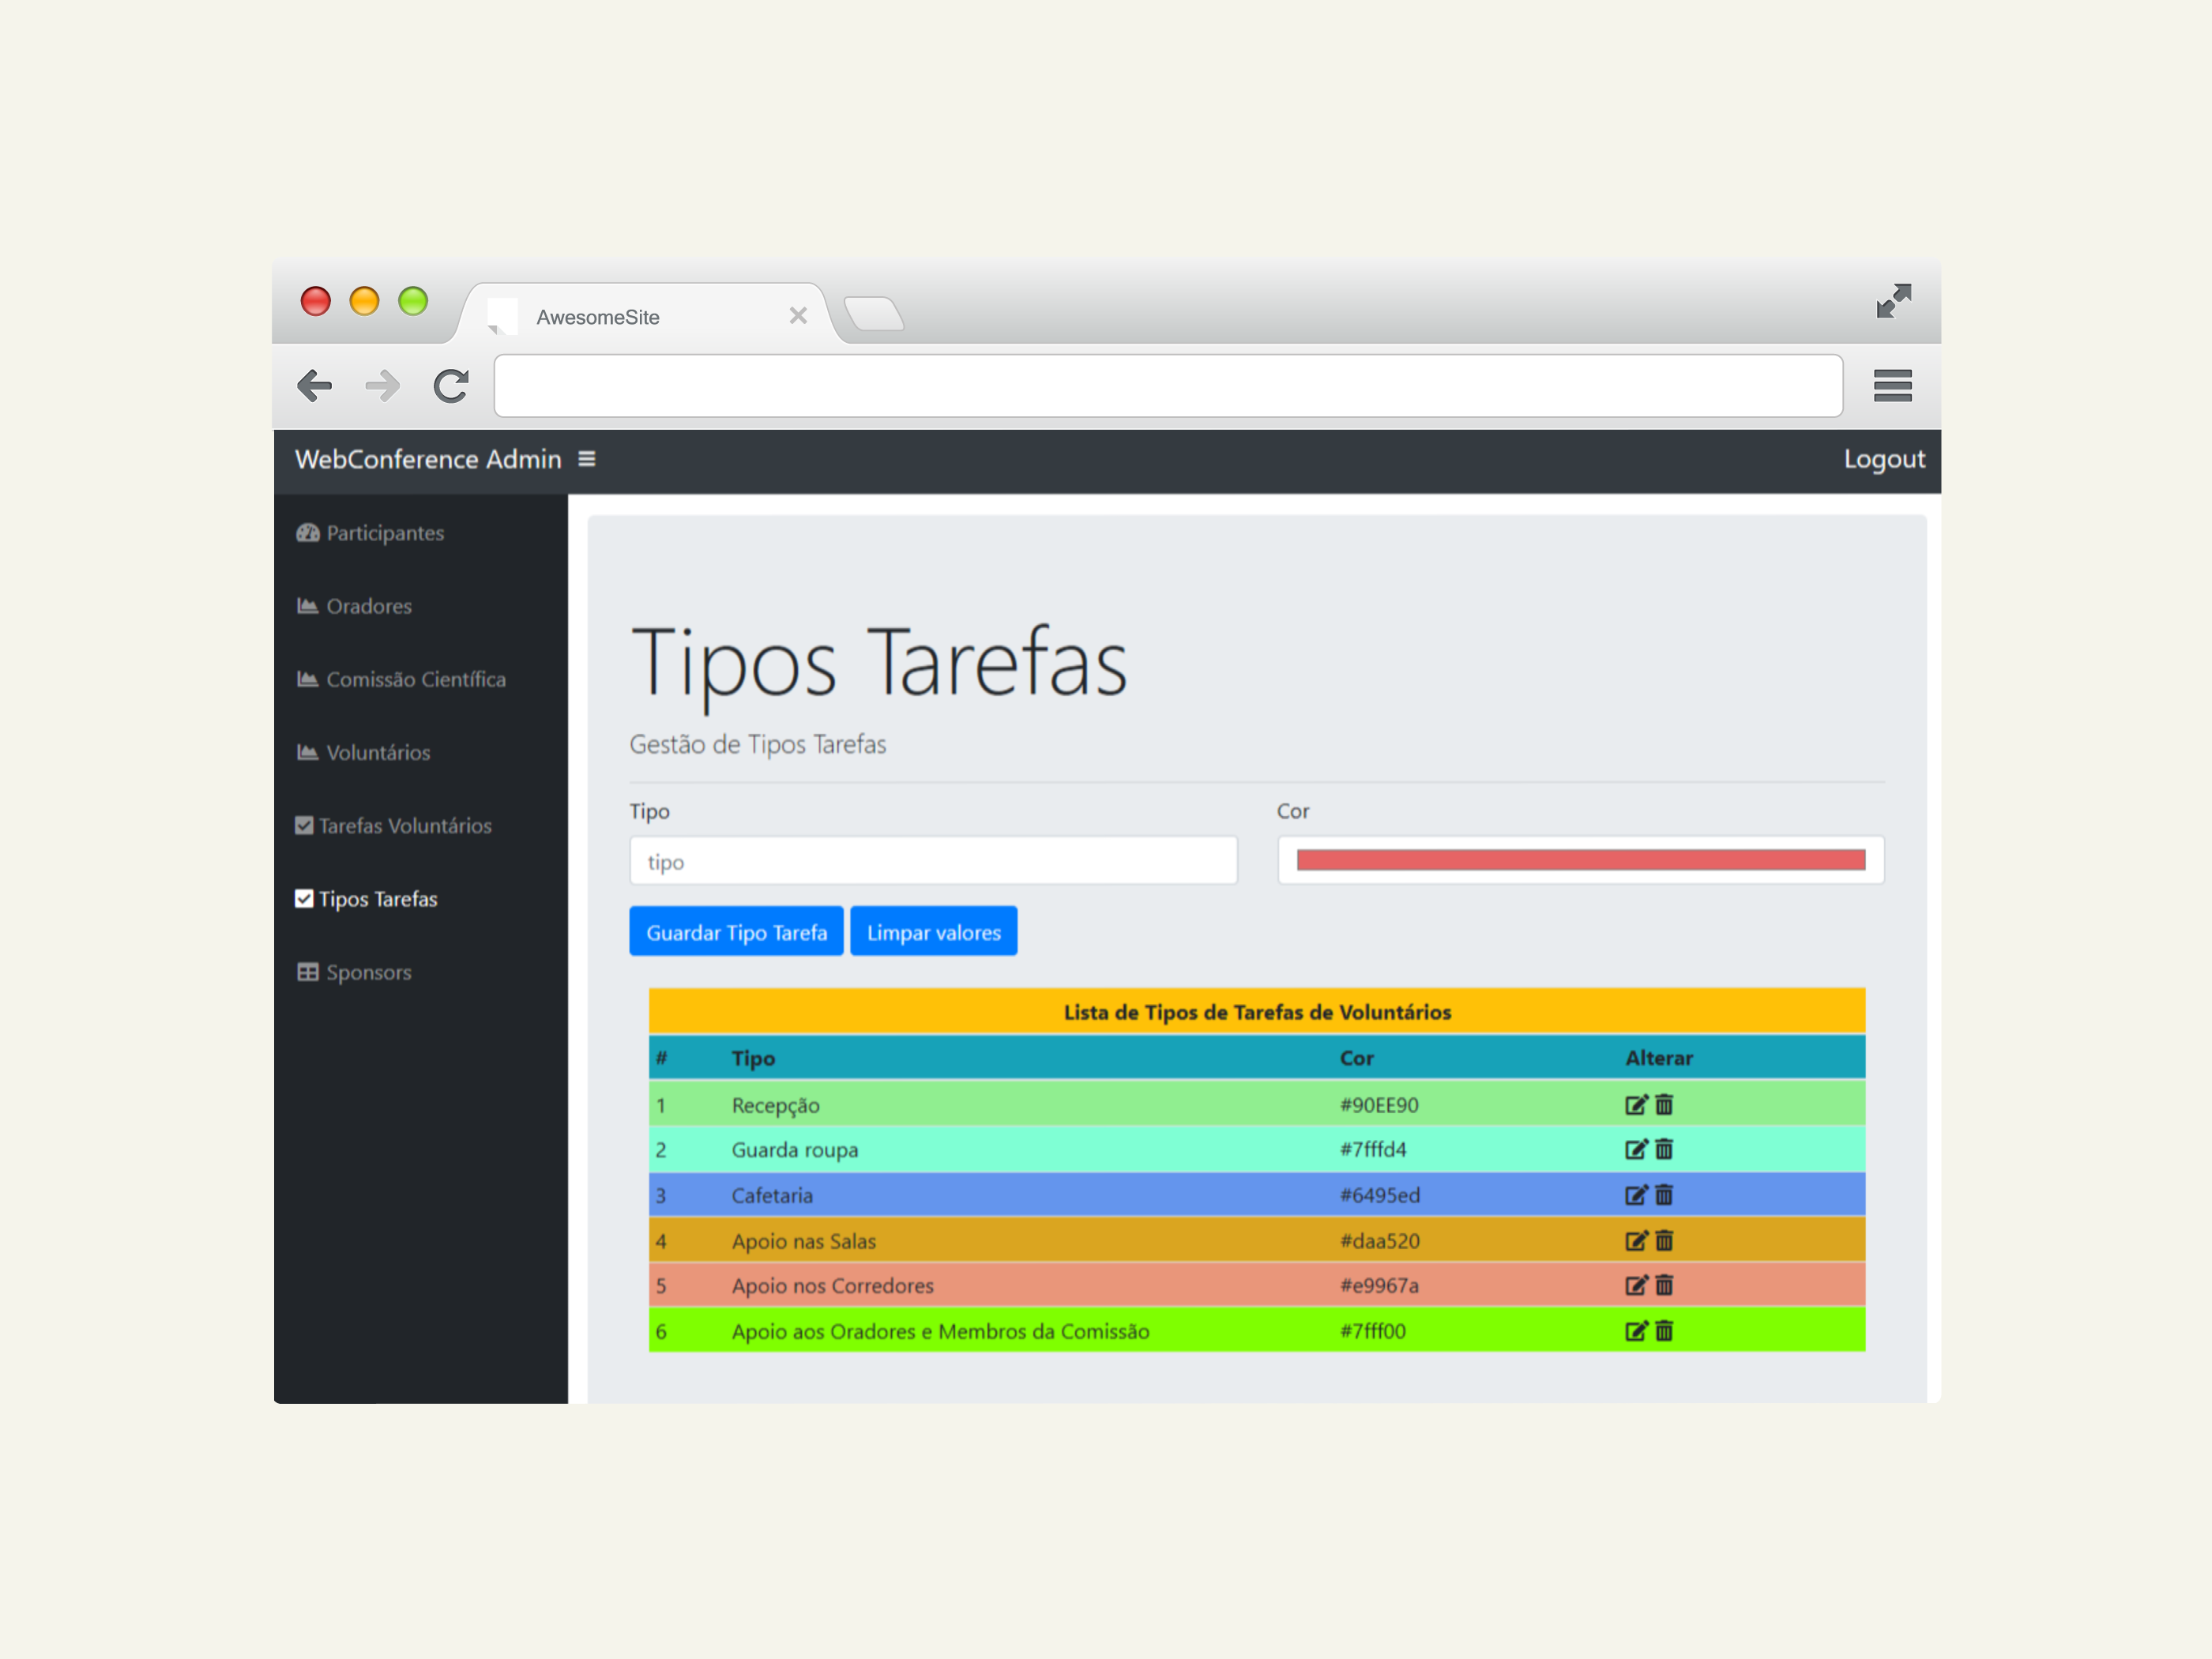 AwesomeSite
WebConference Admin
Logout
Participantes
Oradores
Comissão Científica
Voluntários
Tarefas Voluntários
Tipos Tarefas
Sponsors
Tipos Tarefas
Gestão de Tipos Tarefas
Tipo Cor
tipo
Guardar Tipo Tarefa Limpar valores
Lista de Tipos de Tarefas de Voluntários
# Tipo Cor Alterar
1 Recepção #90EE90
2 Guarda roupa #7fffd4
3 Cafetaria #6495ed
4 Apoio nas Salas #daa520
5 Apoio nos Corredores #e9967a
6 Apoio aos Oradores e Membros da Comissão #7fff00